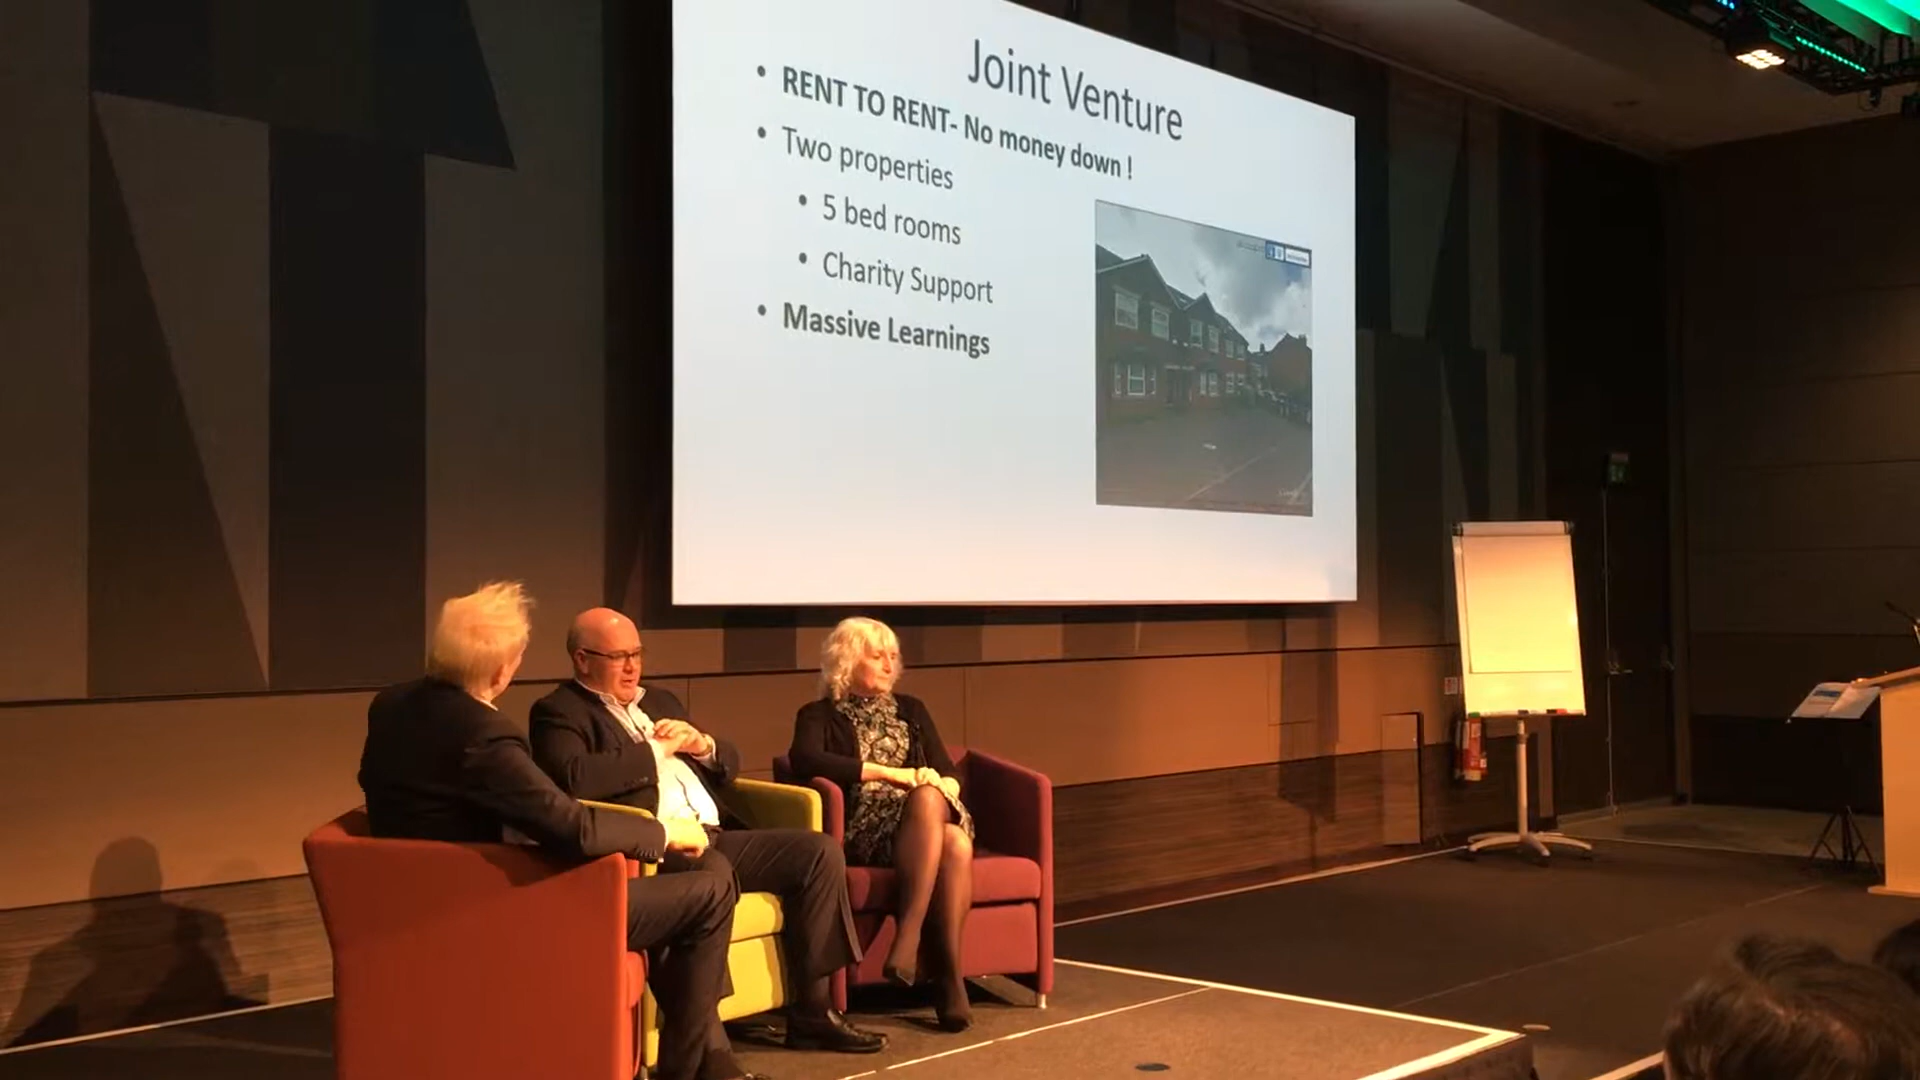 Joint Venture
• RENT TO RENT- No money down !
• Two properties
• 5 bed rooms
• Charity Support
• Massive Learnings